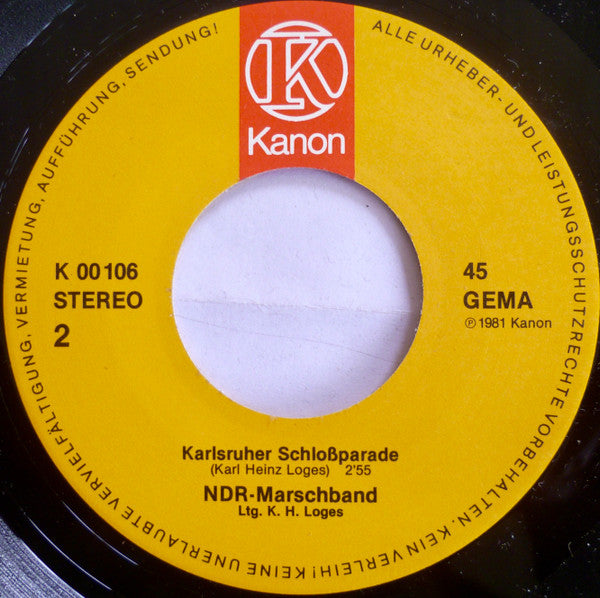 K
Kanon
K 00106
STEREO
2
45
GEMA
℗ 1981 Kanon
Karlsruher Schloßparade
(Karl Heinz Loges) 2'55
NDR-Marschband
Ltg. K. H. Loges
ALLE URHEBER- UND LEISTUNGSSCHUTZRECHTE VORBEHALTEN. KEIN VERLEIH! KEINE UNERLAUBTE VERVIELFÄLTIGUNG, VERMIETUNG, AUFFÜHRUNG, SENDUNG!